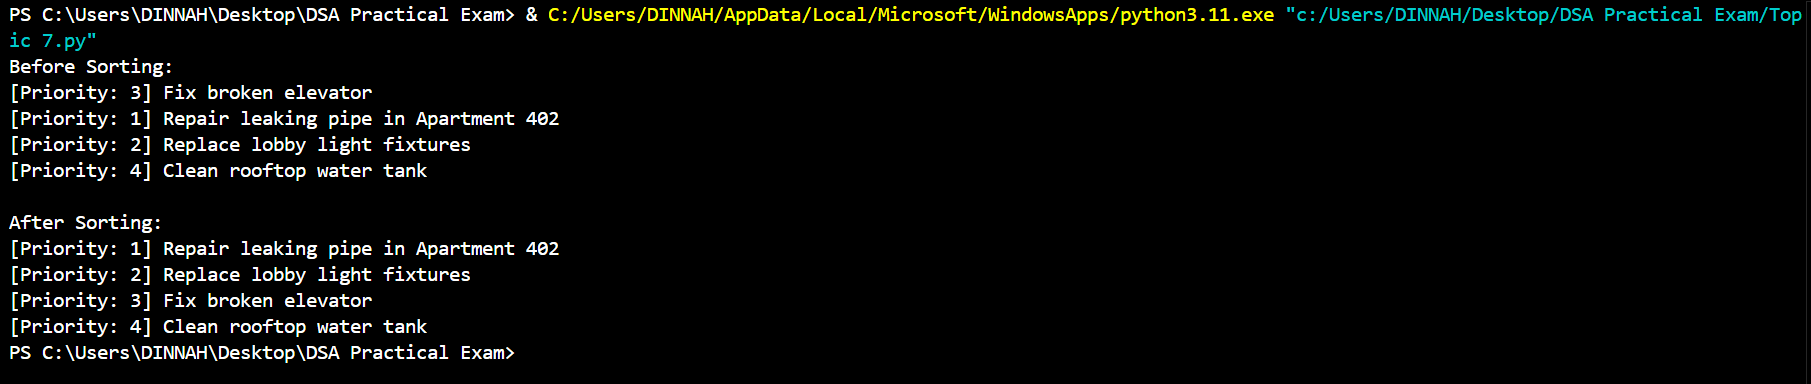 PS C:\Users\DINNAH\Desktop\DSA Practical Exam> & C:/Users/DINNAH/AppData/Local/Microsoft/WindowsApps/python3.11.exe "c:/Users/DINNAH/Desktop/DSA Practical Exam/Top
ic 7.py"
Before Sorting:
[Priority: 3] Fix broken elevator
[Priority: 1] Repair leaking pipe in Apartment 402
[Priority: 2] Replace lobby light fixtures
[Priority: 4] Clean rooftop water tank

After Sorting:
[Priority: 1] Repair leaking pipe in Apartment 402
[Priority: 2] Replace lobby light fixtures
[Priority: 3] Fix broken elevator
[Priority: 4] Clean rooftop water tank
PS C:\Users\DINNAH\Desktop\DSA Practical Exam>